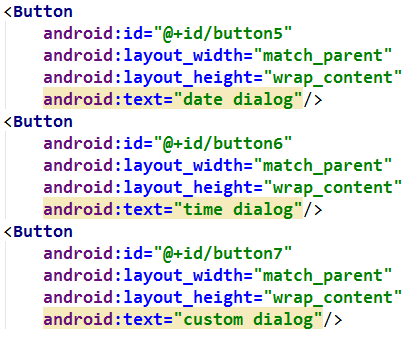 <Button
    android:id="@+id/button5"
    android:layout_width="match_parent"
    android:layout_height="wrap_content"
    android:text="date dialog"/>
<Button
    android:id="@+id/button6"
    android:layout_width="match_parent"
    android:layout_height="wrap_content"
    android:text="time dialog"/>
<Button
    android:id="@+id/button7"
    android:layout_width="match_parent"
    android:layout_height="wrap_content"
    android:text="custom dialog"/>